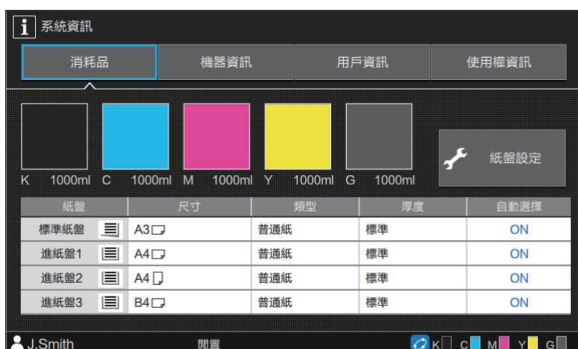 i 系統資訊
消耗品 機器資訊 用戶資訊 使用權資訊
K 1000ml C 1000ml M 1000ml Y 1000ml G 1000ml
紙盤設定
紙盤 尺寸 類型 厚度 自動選擇
標準紙盤 A3 普通紙 標準 ON
進紙盤1 A4 普通紙 標準 ON
進紙盤2 A4 普通紙 標準 ON
進紙盤3 B4 普通紙 標準 ON
J.Smith 閒置 K C M Y G